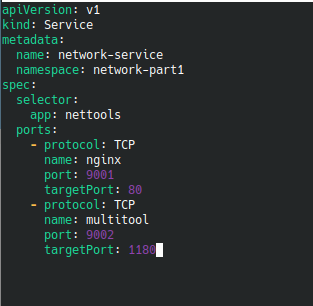 apiVersion: v1
kind: Service
metadata:
  name: network-service
  namespace: network-part1
spec:
  selector:
    app: nettools
  ports:
    - protocol: TCP
      name: nginx
      port: 9001
      targetPort: 80
    - protocol: TCP
      name: multitool
      port: 9002
      targetPort: 1180